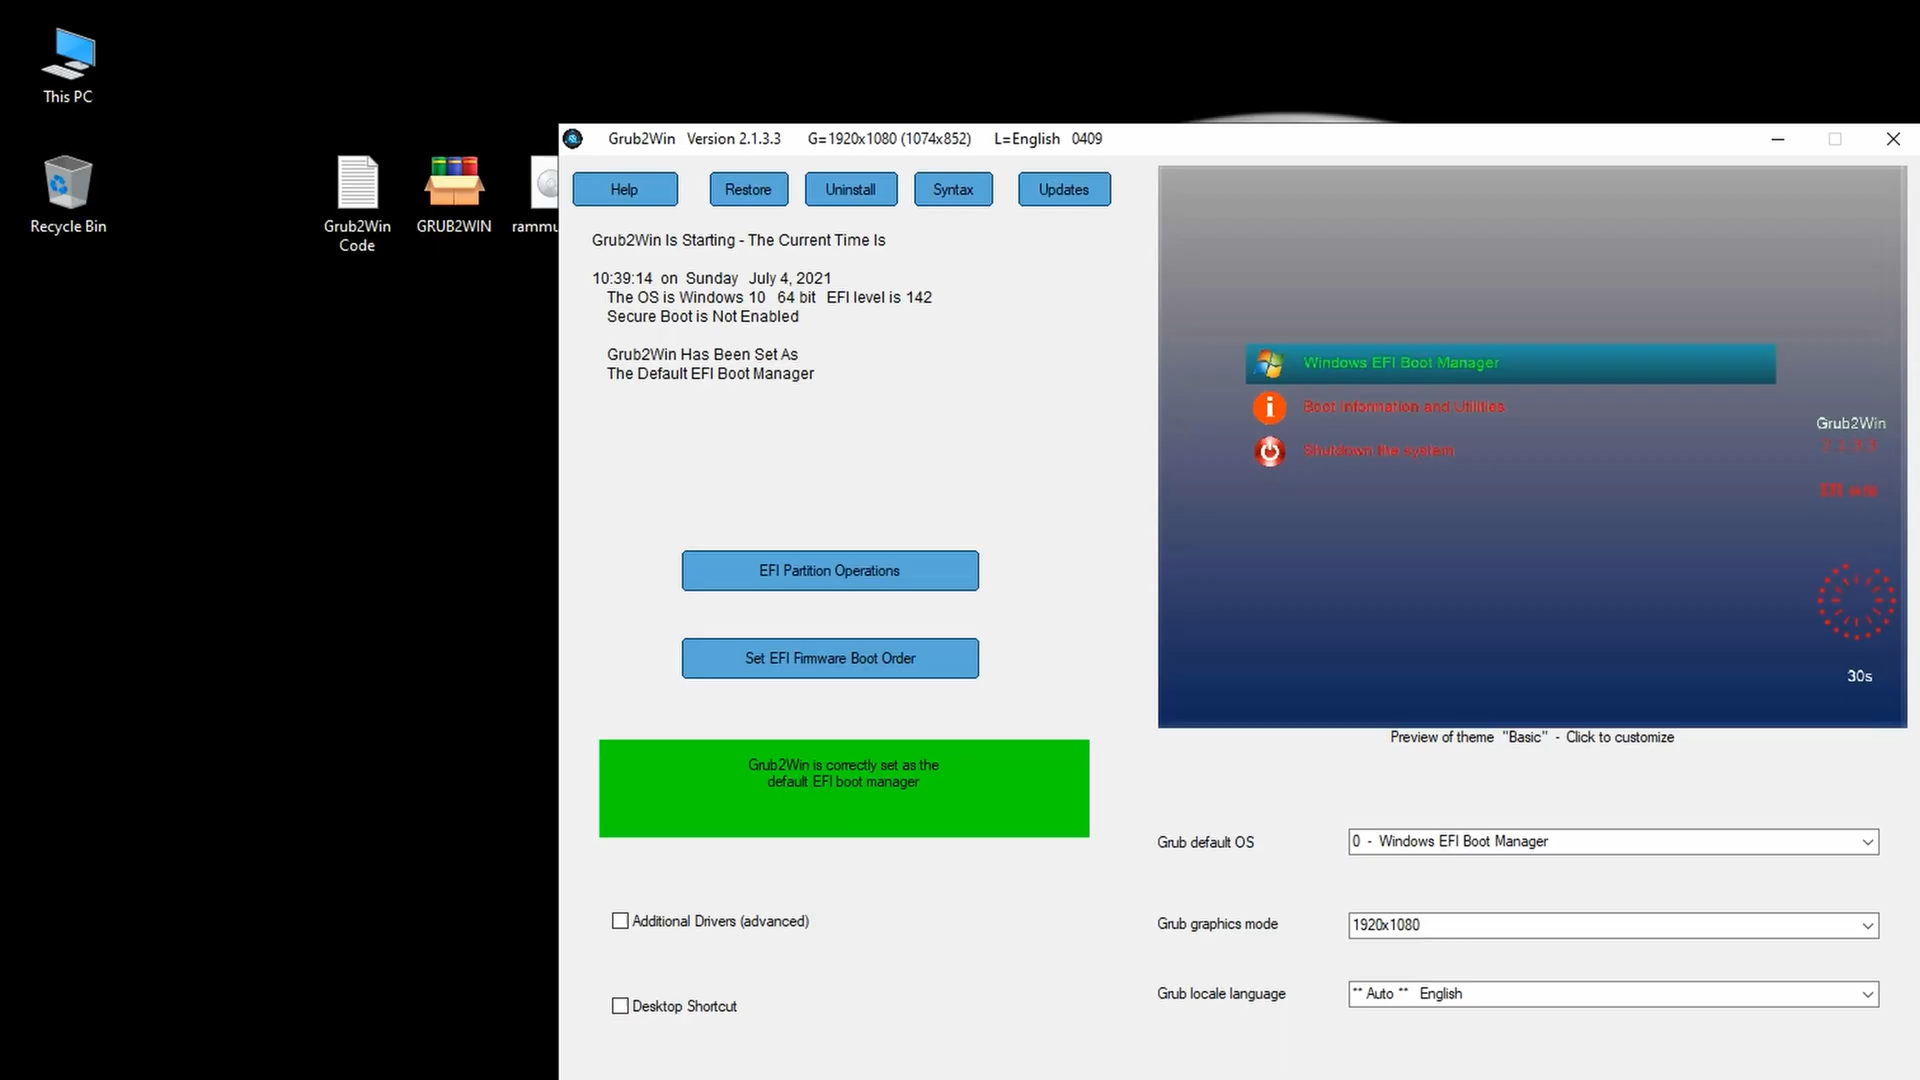 This PC
Recycle Bin
Grub2Win
Code
GRUB2WIN
rammu
Grub2Win Version 2.1.3.3 G=1920x1080 (1074x852) L=English 0409
Help Restore Uninstall Syntax Updates
Grub2Win Is Starting - The Current Time Is
10:39:14 on Sunday July 4, 2021
The OS is Windows 10 64 bit EFI level is 142
Secure Boot is Not Enabled
Grub2Win Has Been Set As
The Default EFI Boot Manager
EFI Partition Operations
Set EFI Firmware Boot Order
Grub2Win is correctly set as the
default EFI boot manager
Additional Drivers (advanced)
Desktop Shortcut
Windows EFI Boot Manager
Boot Information and Utilities
Shutdown the system
Grub2Win
30s
Preview of theme "Basic" - Click to customize
Grub default OS 0 - Windows EFI Boot Manager
Grub graphics mode 1920x1080
Grub locale language ** Auto ** English